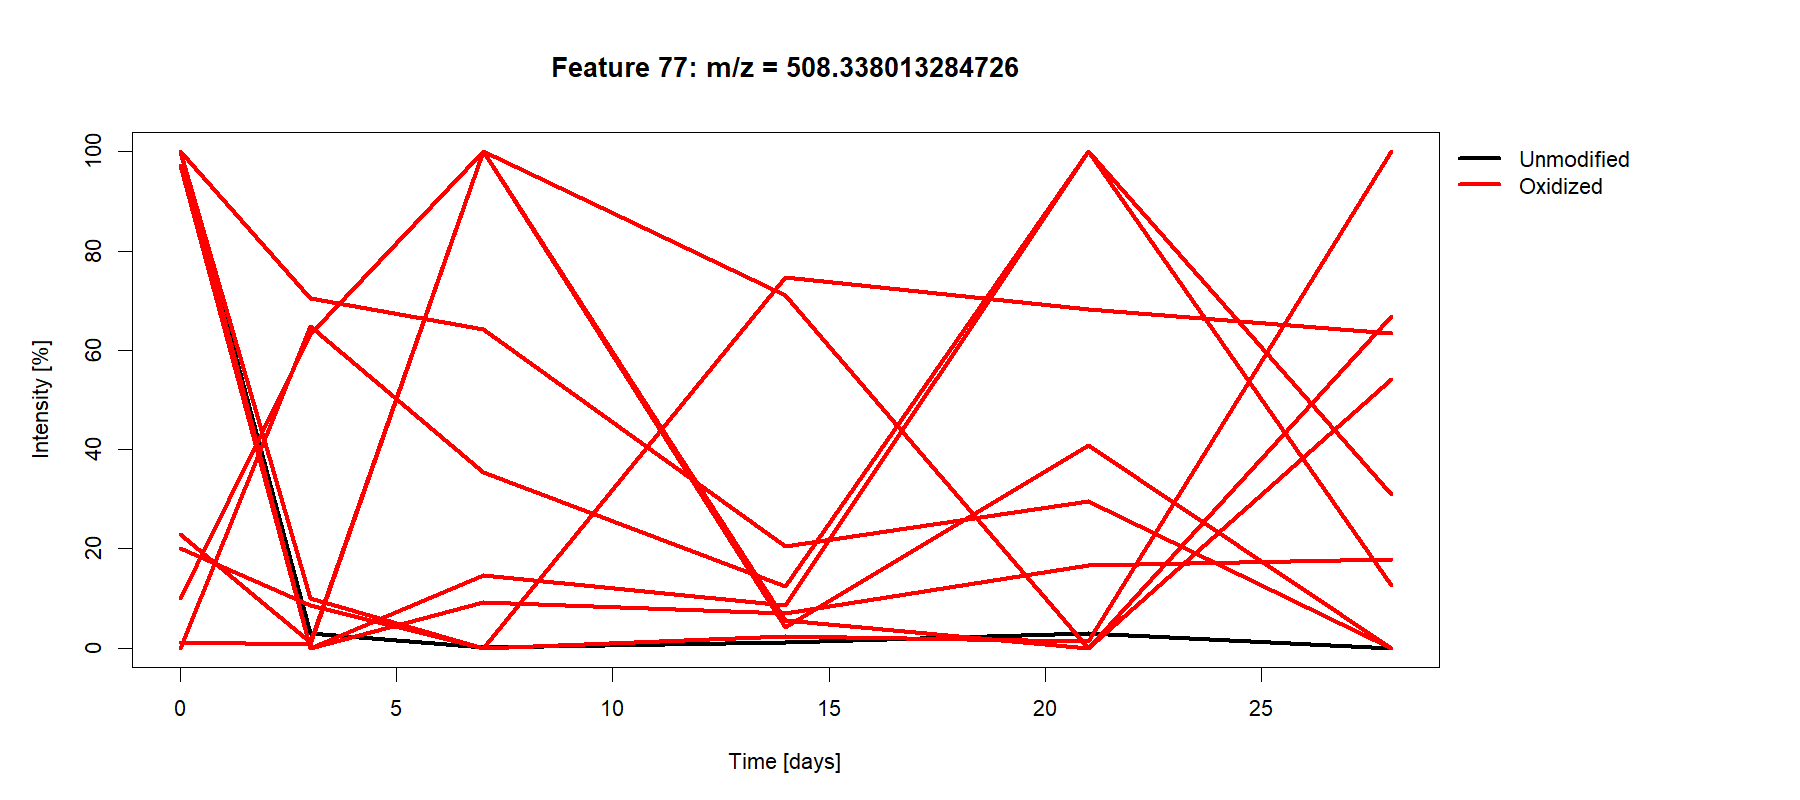 Feature 77: m/z = 508.338013284726
Unmodified
Oxidized
Intensity [%]
100
80
60
40
20
0
0 5 10 15 20 25
Time [days]